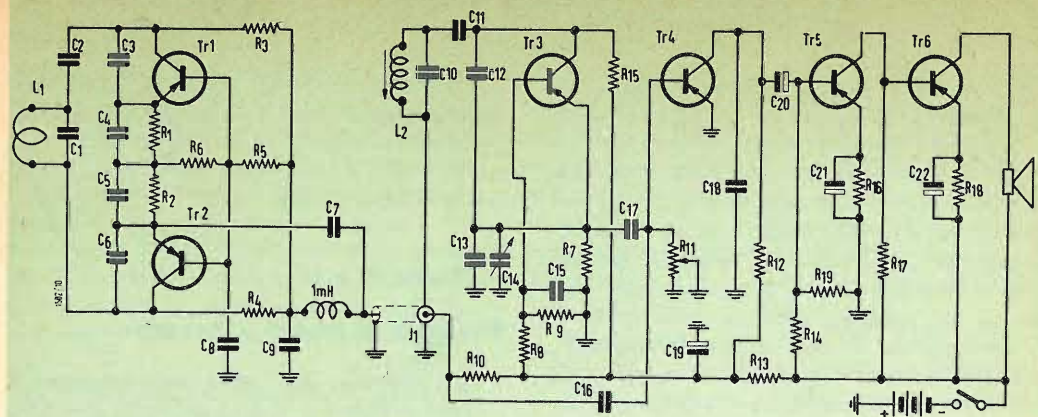 C2
C3
Tr1
R3
L1
C1
C4
R1
R6
R5
C5
R2
Tr2
C7
C6
R4
1mH
C8
C9
J1
C11
C10
L2
C12
Tr3
R15
C13
C14
R7
C17
C15
R9
R8
R10
C16
Tr4
R11
C18
C19
R12
R13
C20
Tr5
C21
R16
R19
R14
R17
Tr6
C22
R18
+
-